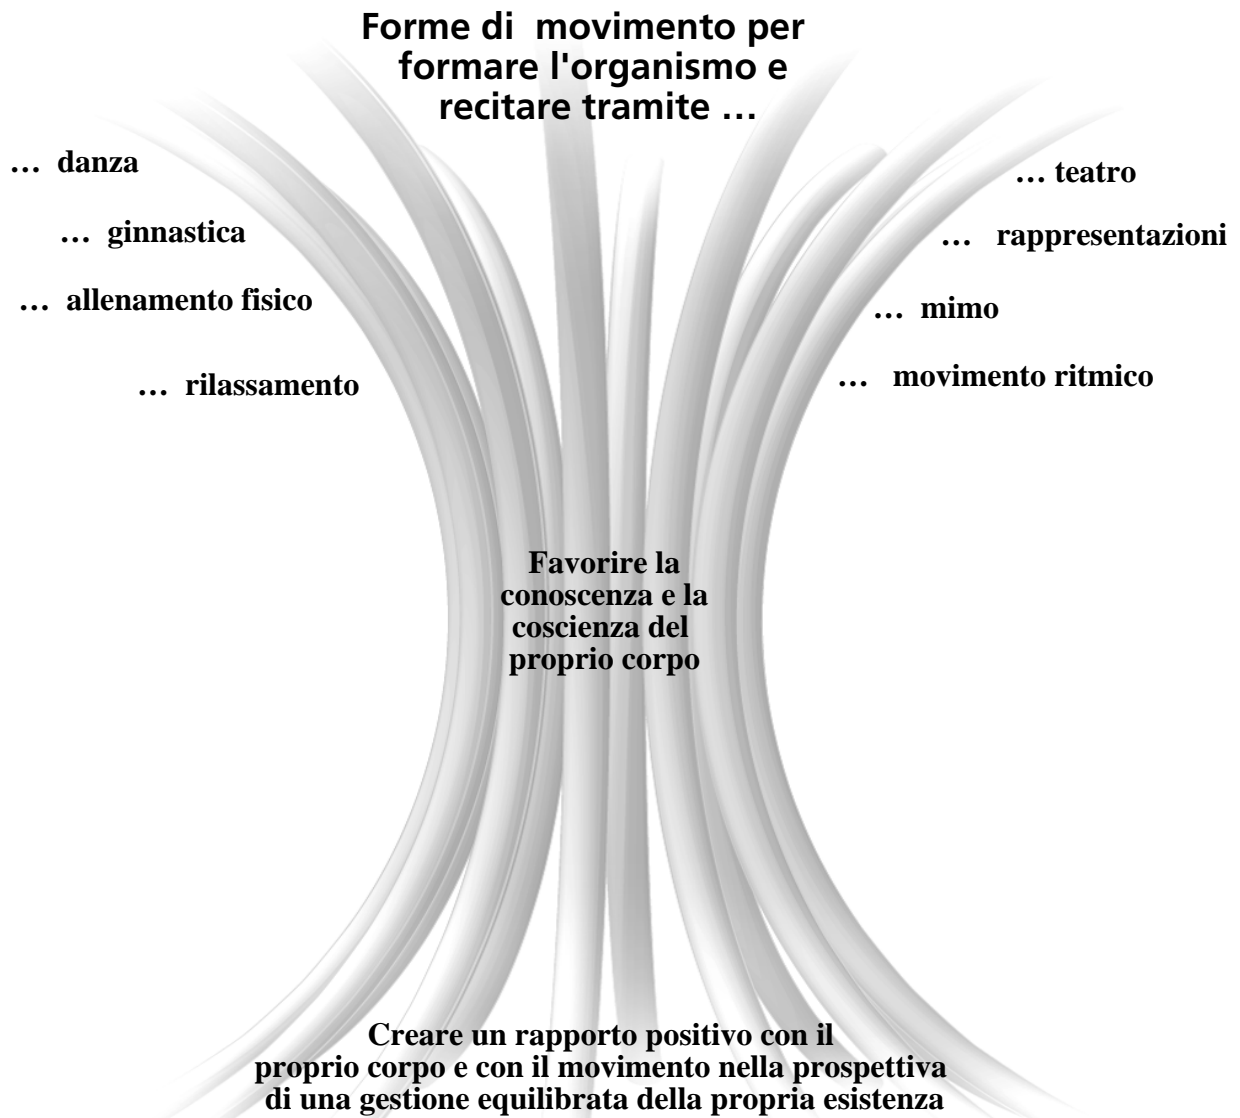 Forme di movimento per
formare l'organismo e
recitare tramite …
… danza
… ginnastica
… allenamento fisico
… rilassamento
… teatro
… rappresentazioni
… mimo
… movimento ritmico
Favorire la
conoscenza e la
coscienza del
proprio corpo
Creare un rapporto positivo con il
proprio corpo e con il movimento nella prospettiva
di una gestione equilibrata della propria esistenza